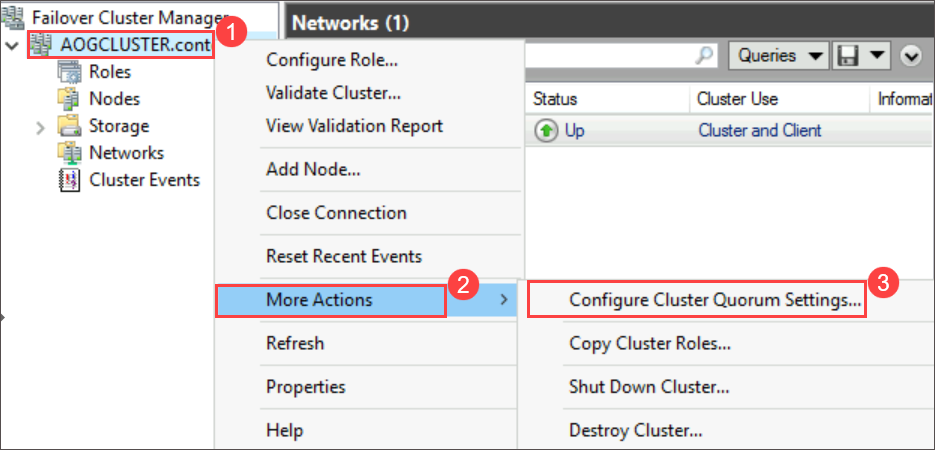 Failover Cluster Manager
AOGCLUSTER.cont
1
Roles
Nodes
Storage
Networks
Cluster Events
Networks (1)
Queries
Status Cluster Use Informat
Up Cluster and Client
Configure Role...
Validate Cluster...
View Validation Report
Add Node...
Close Connection
Reset Recent Events
More Actions
2
Refresh
Properties
Help
Configure Cluster Quorum Settings...
3
Copy Cluster Roles...
Shut Down Cluster...
Destroy Cluster...